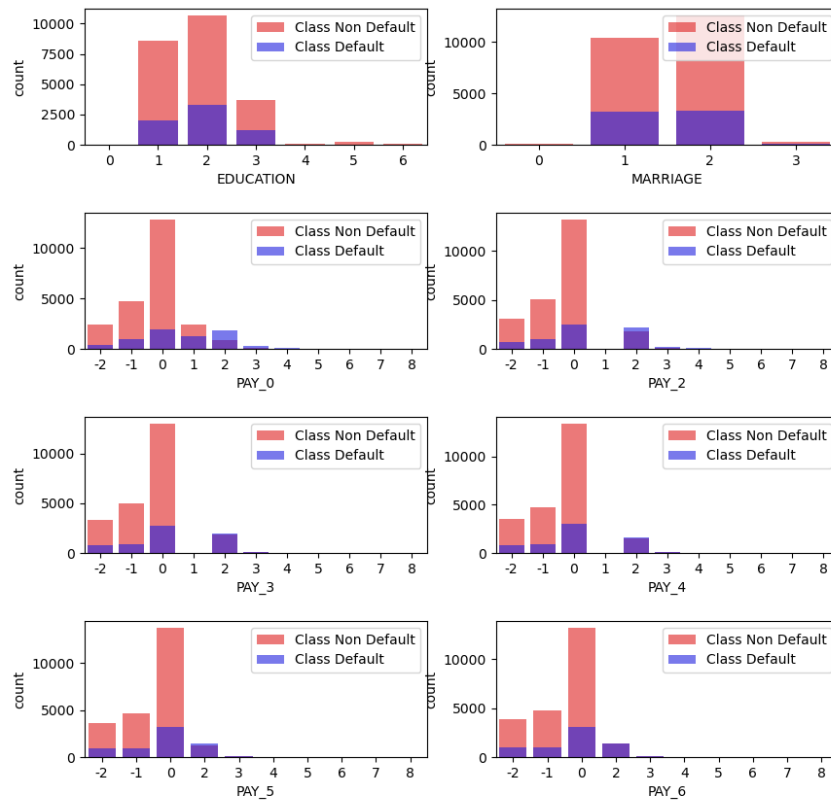 Class Non Default
Class Default
10000
7500
5000
2500
0
count
0 1 2 3 4 5 6
EDUCATION
Class Non Default
Class Default
10000
5000
0
count
0 1 2 3
MARRIAGE
Class Non Default
Class Default
10000
5000
0
count
-2 -1 0 1 2 3 4 5 6 7 8
PAY_0
Class Non Default
Class Default
10000
5000
0
count
-2 -1 0 1 2 3 4 5 6 7 8
PAY_2
Class Non Default
Class Default
10000
5000
0
count
-2 -1 0 1 2 3 4 5 6 7 8
PAY_3
Class Non Default
Class Default
10000
5000
0
count
-2 -1 0 1 2 3 4 5 6 7 8
PAY_4
Class Non Default
Class Default
10000
5000
0
count
-2 -1 0 2 3 4 5 6 7 8
PAY_5
Class Non Default
Class Default
10000
5000
0
count
-2 -1 0 2 3 4 5 6 7 8
PAY_6